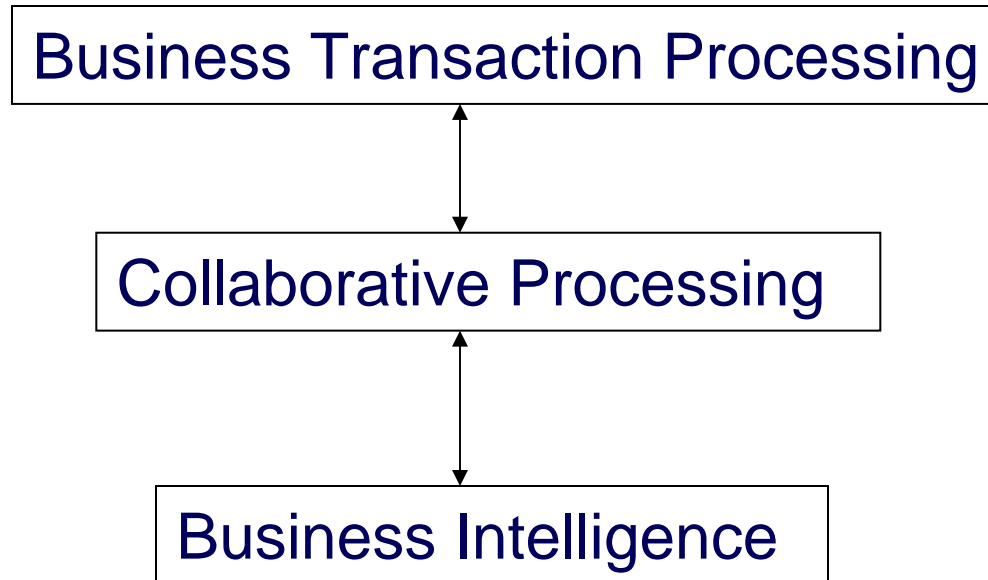 Business Transaction Processing
Collaborative Processing
Business Intelligence